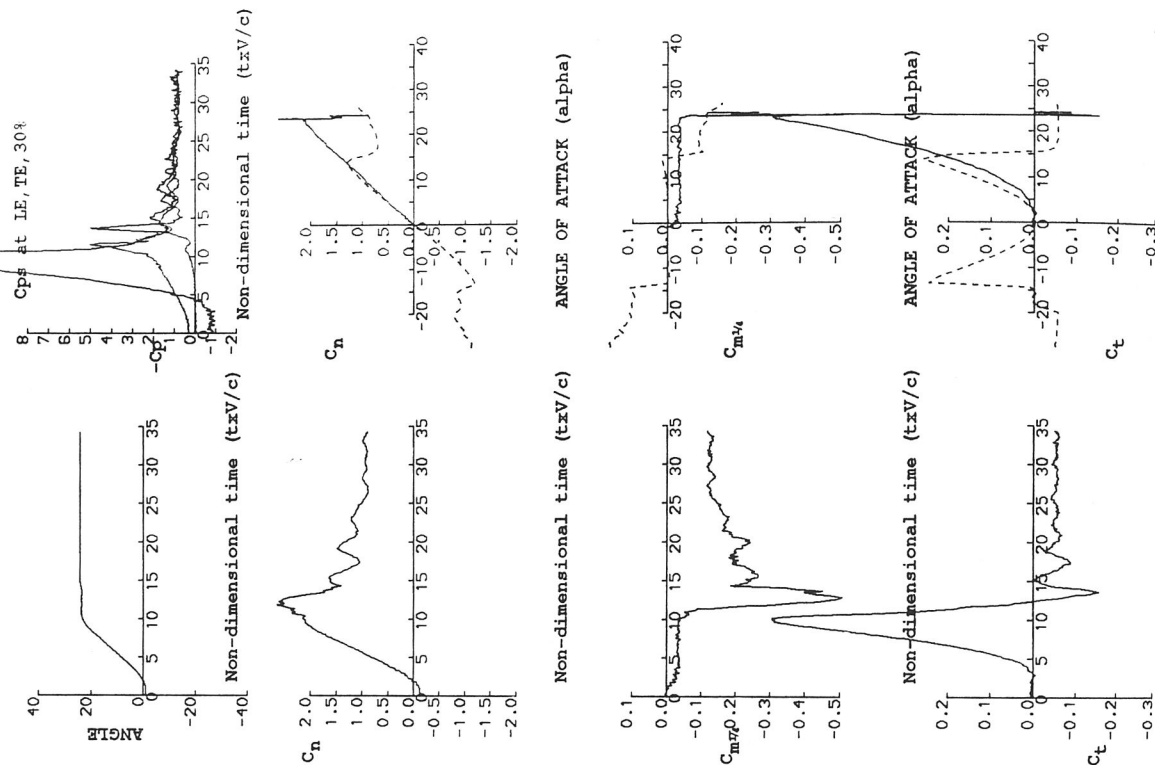 ANGLE
40
20
0
-20
-40
0 5 10 15 20 25 30 35
Non-dimensional time (txV/c)
Cps at LE,TE,30%
-Cp
8
7
6
5
4
3
2
1
0
-1
-2
0 5 10 15 20 25 30 35
Non-dimensional time (txV/c)
Cn
2.0
1.5
1.0
0.5
0.0
-0.5
-1.0
-1.5
-2.0
0 5 10 15 20 25 30 35
Non-dimensional time (txV/c)
Cn
2.0
1.5
1.0
0.5
0.0
-0.5
-1.0
-1.5
-2.0
-20 -10 0 10 20 30 40
ANGLE OF ATTACK (alpha)
Cm¼
0.1
0.0
-0.1
-0.2
-0.3
-0.4
-0.5
0 5 10 15 20 25 30 35
Non-dimensional time (txV/c)
Cm¼
0.1
0.0
-0.1
-0.2
-0.3
-0.4
-0.5
-20 -10 0 10 20 30 40
ANGLE OF ATTACK (alpha)
Ct
0.2
0.1
0.0
-0.1
-0.2
-0.3
0 5 10 15 20 25 30 35
Ct
0.2
0.1
0.0
-0.1
-0.2
-0.3
-20 -10 0 10 20 30 40